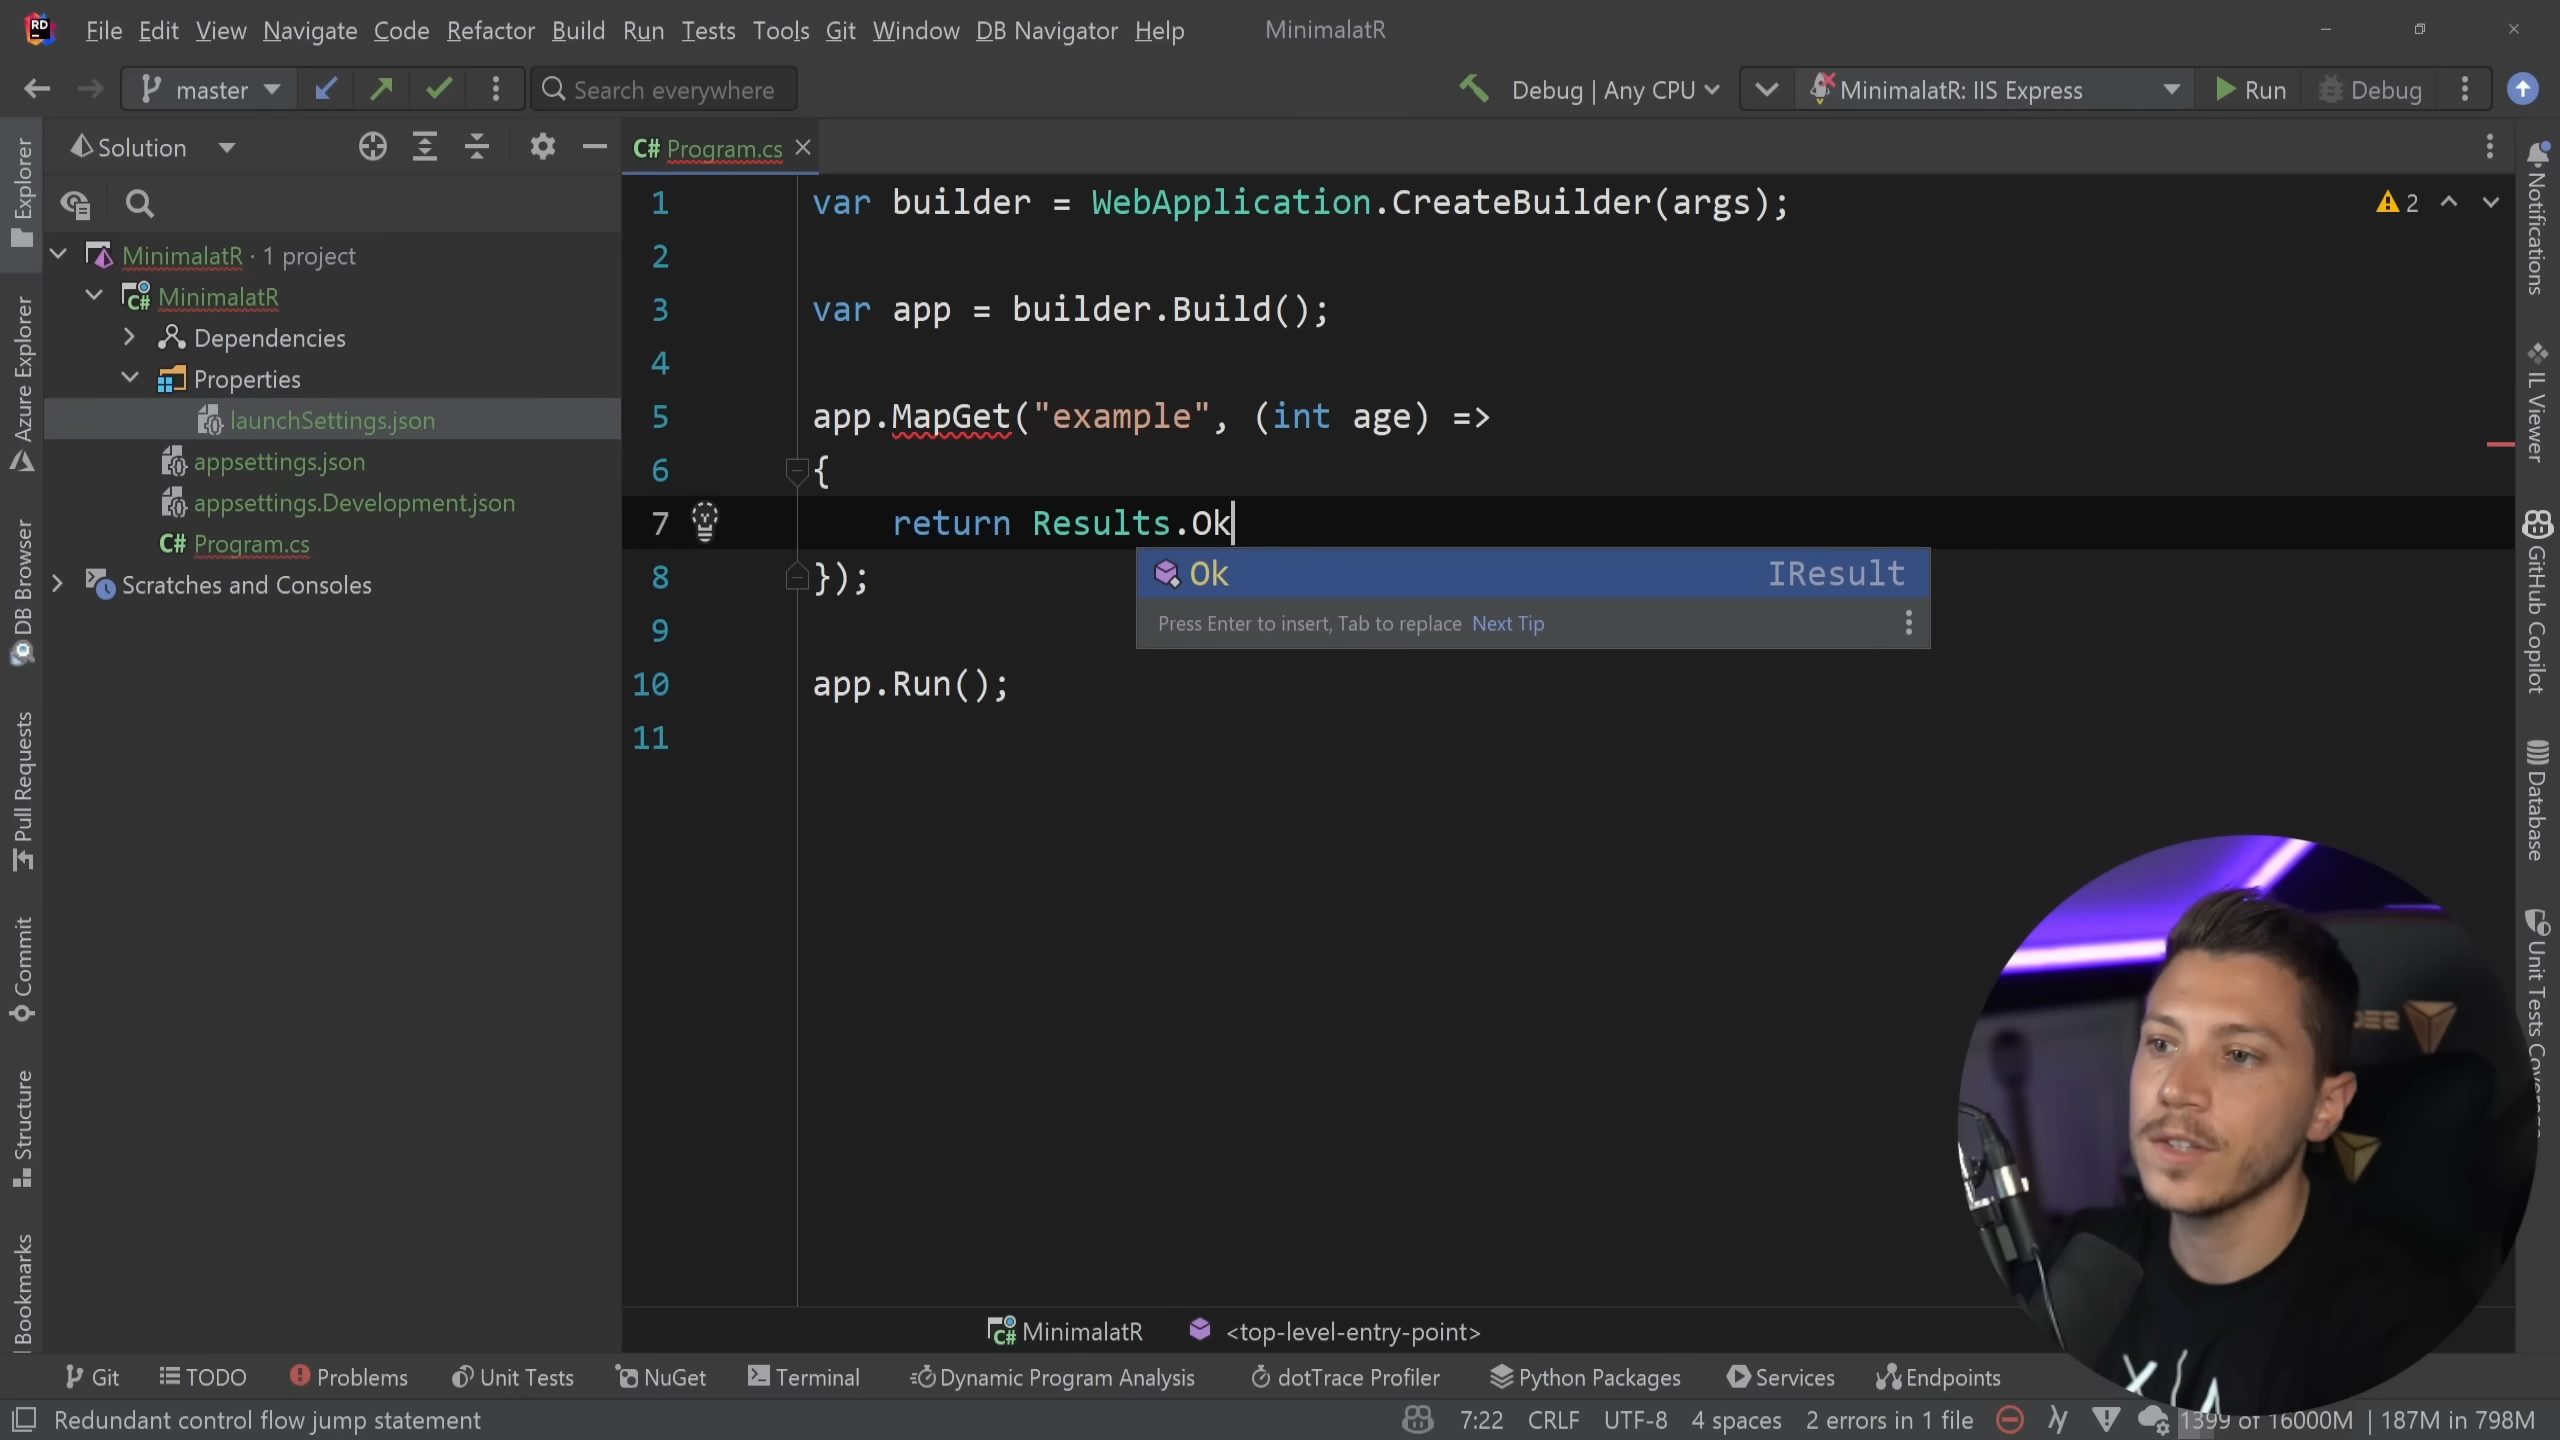 File Edit View Navigate Code Refactor Build Run Tests Tools Git Window DB Navigator Help MinimalatR
master Search everywhere Debug | Any CPU MinimalatR: IIS Express Run Debug
Solution
C# Program.cs
Explorer
Azure Explorer
DB Browser
Pull Requests
Commit
Structure
Bookmarks
MinimalatR · 1 project
C# MinimalatR
Dependencies
Properties
launchSettings.json
appsettings.json
appsettings.Development.json
C# Program.cs
Scratches and Consoles
1 var builder = WebApplication.CreateBuilder(args);
2
3 var app = builder.Build();
4
5 app.MapGet("example", (int age) =>
6 {
7 return Results.Ok
8 });
9
10 app.Run();
11
2
Ok IResult
Press Enter to insert, Tab to replace Next Tip
Notifications
IL Viewer
GitHub Copilot
Database
Unit Tests
C# MinimalatR <top-level-entry-point>
Git TODO Problems Unit Tests NuGet Terminal Dynamic Program Analysis dotTrace Profiler Python Packages Services Endpoints
Redundant control flow jump statement 7:22 CRLF UTF-8 4 spaces 2 errors in 1 file 1399 of 16000M | 187M in 798M